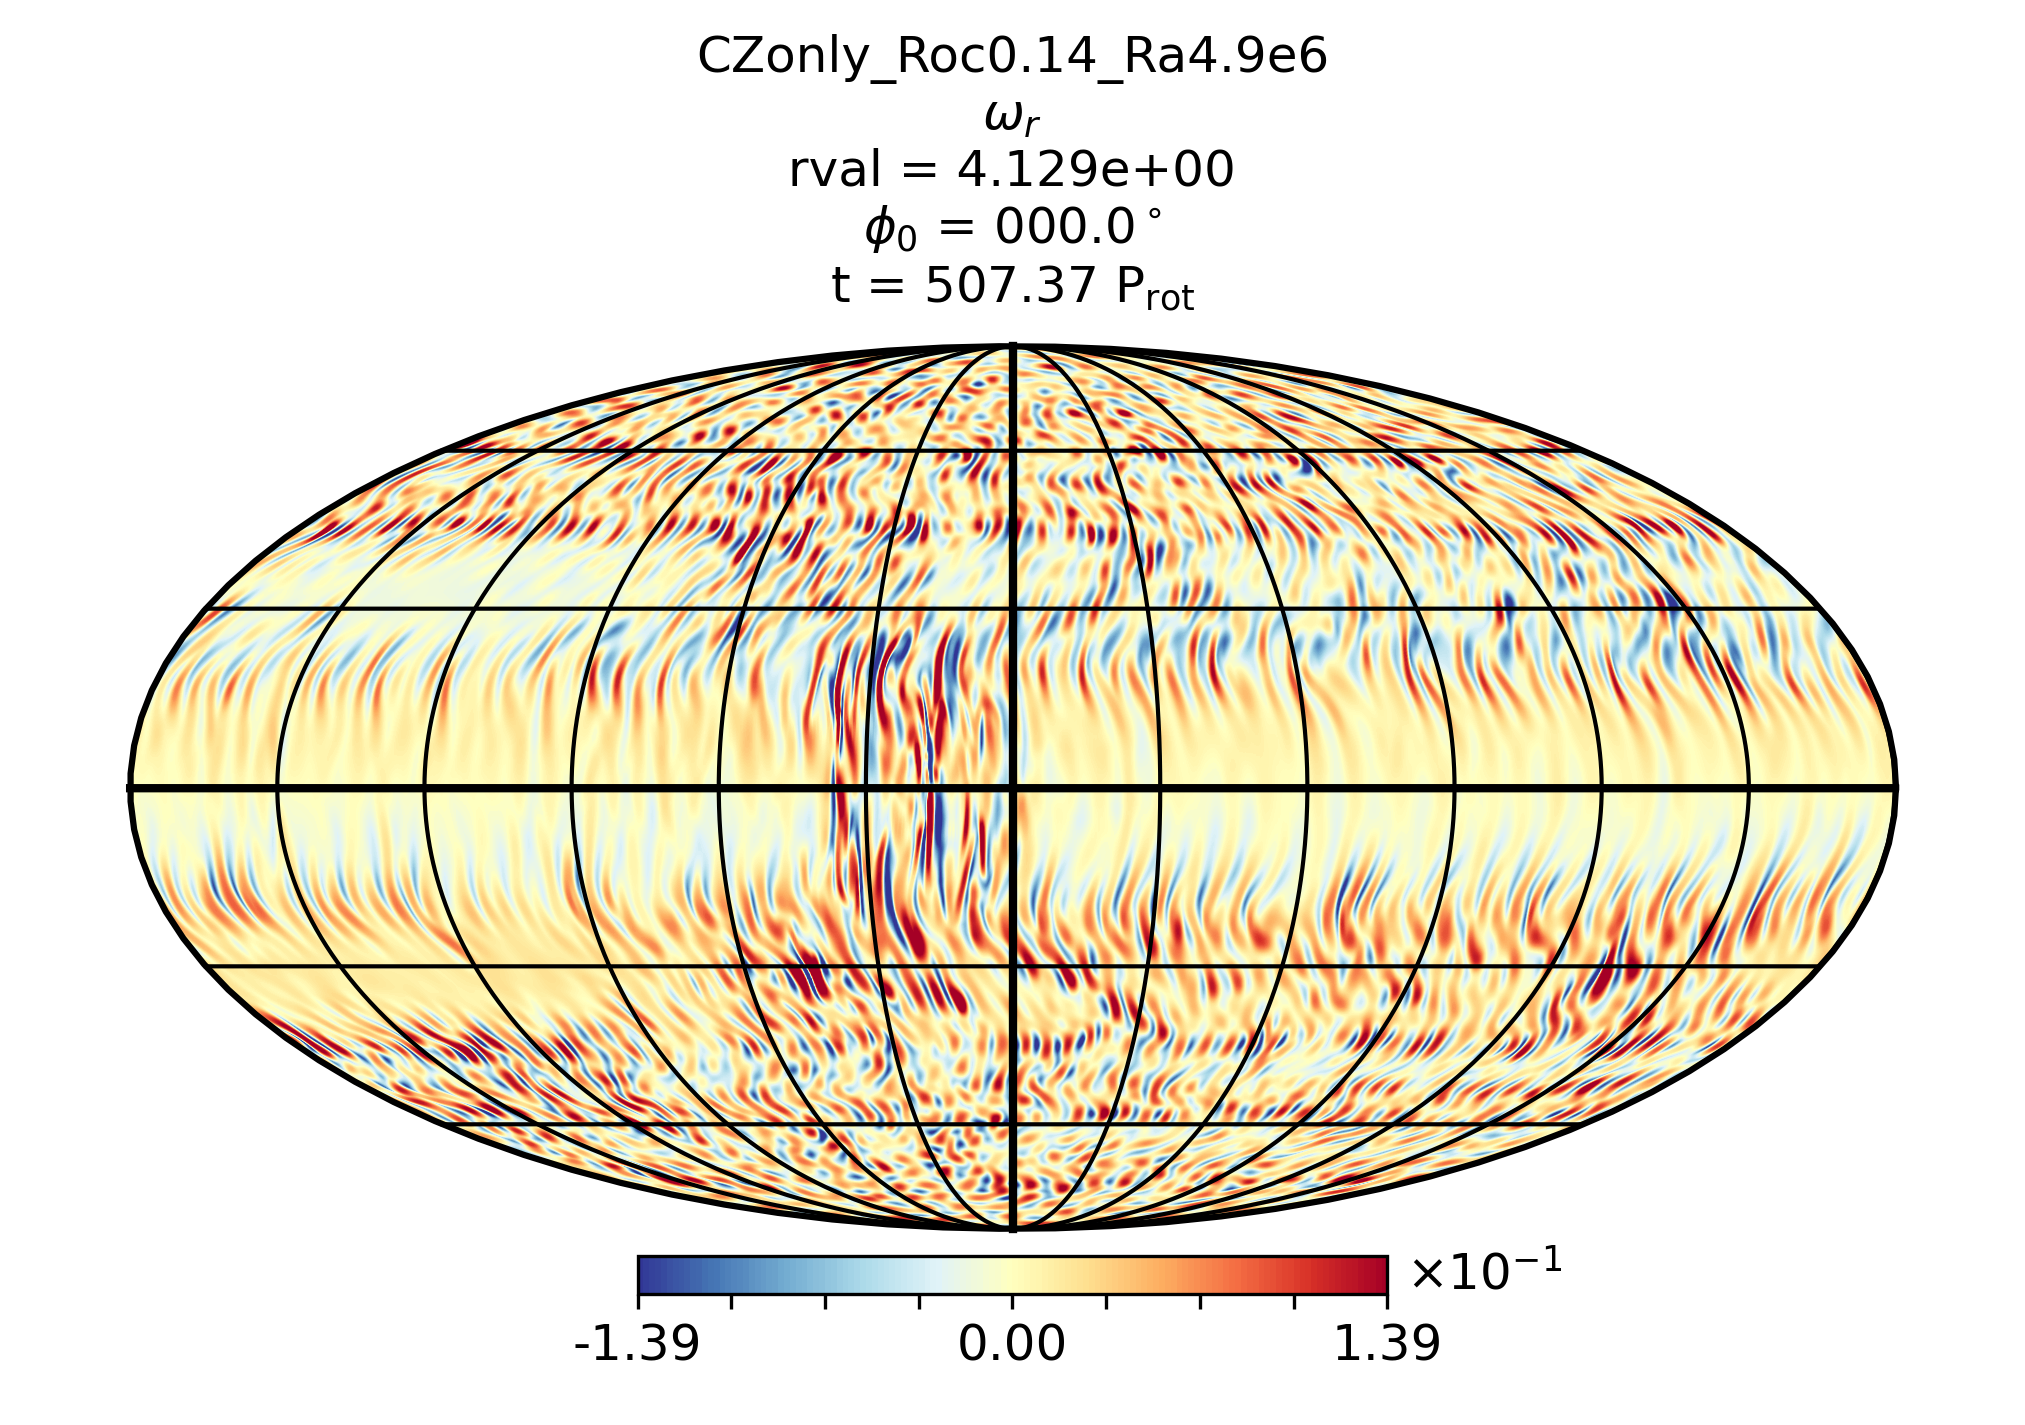 CZonly_Roc0.14_Ra4.9e6
ω_r
rval = 4.129e+00
ϕ₀ = 000.0°
t = 507.37 P_rot
×10⁻¹
-1.39 0.00 1.39